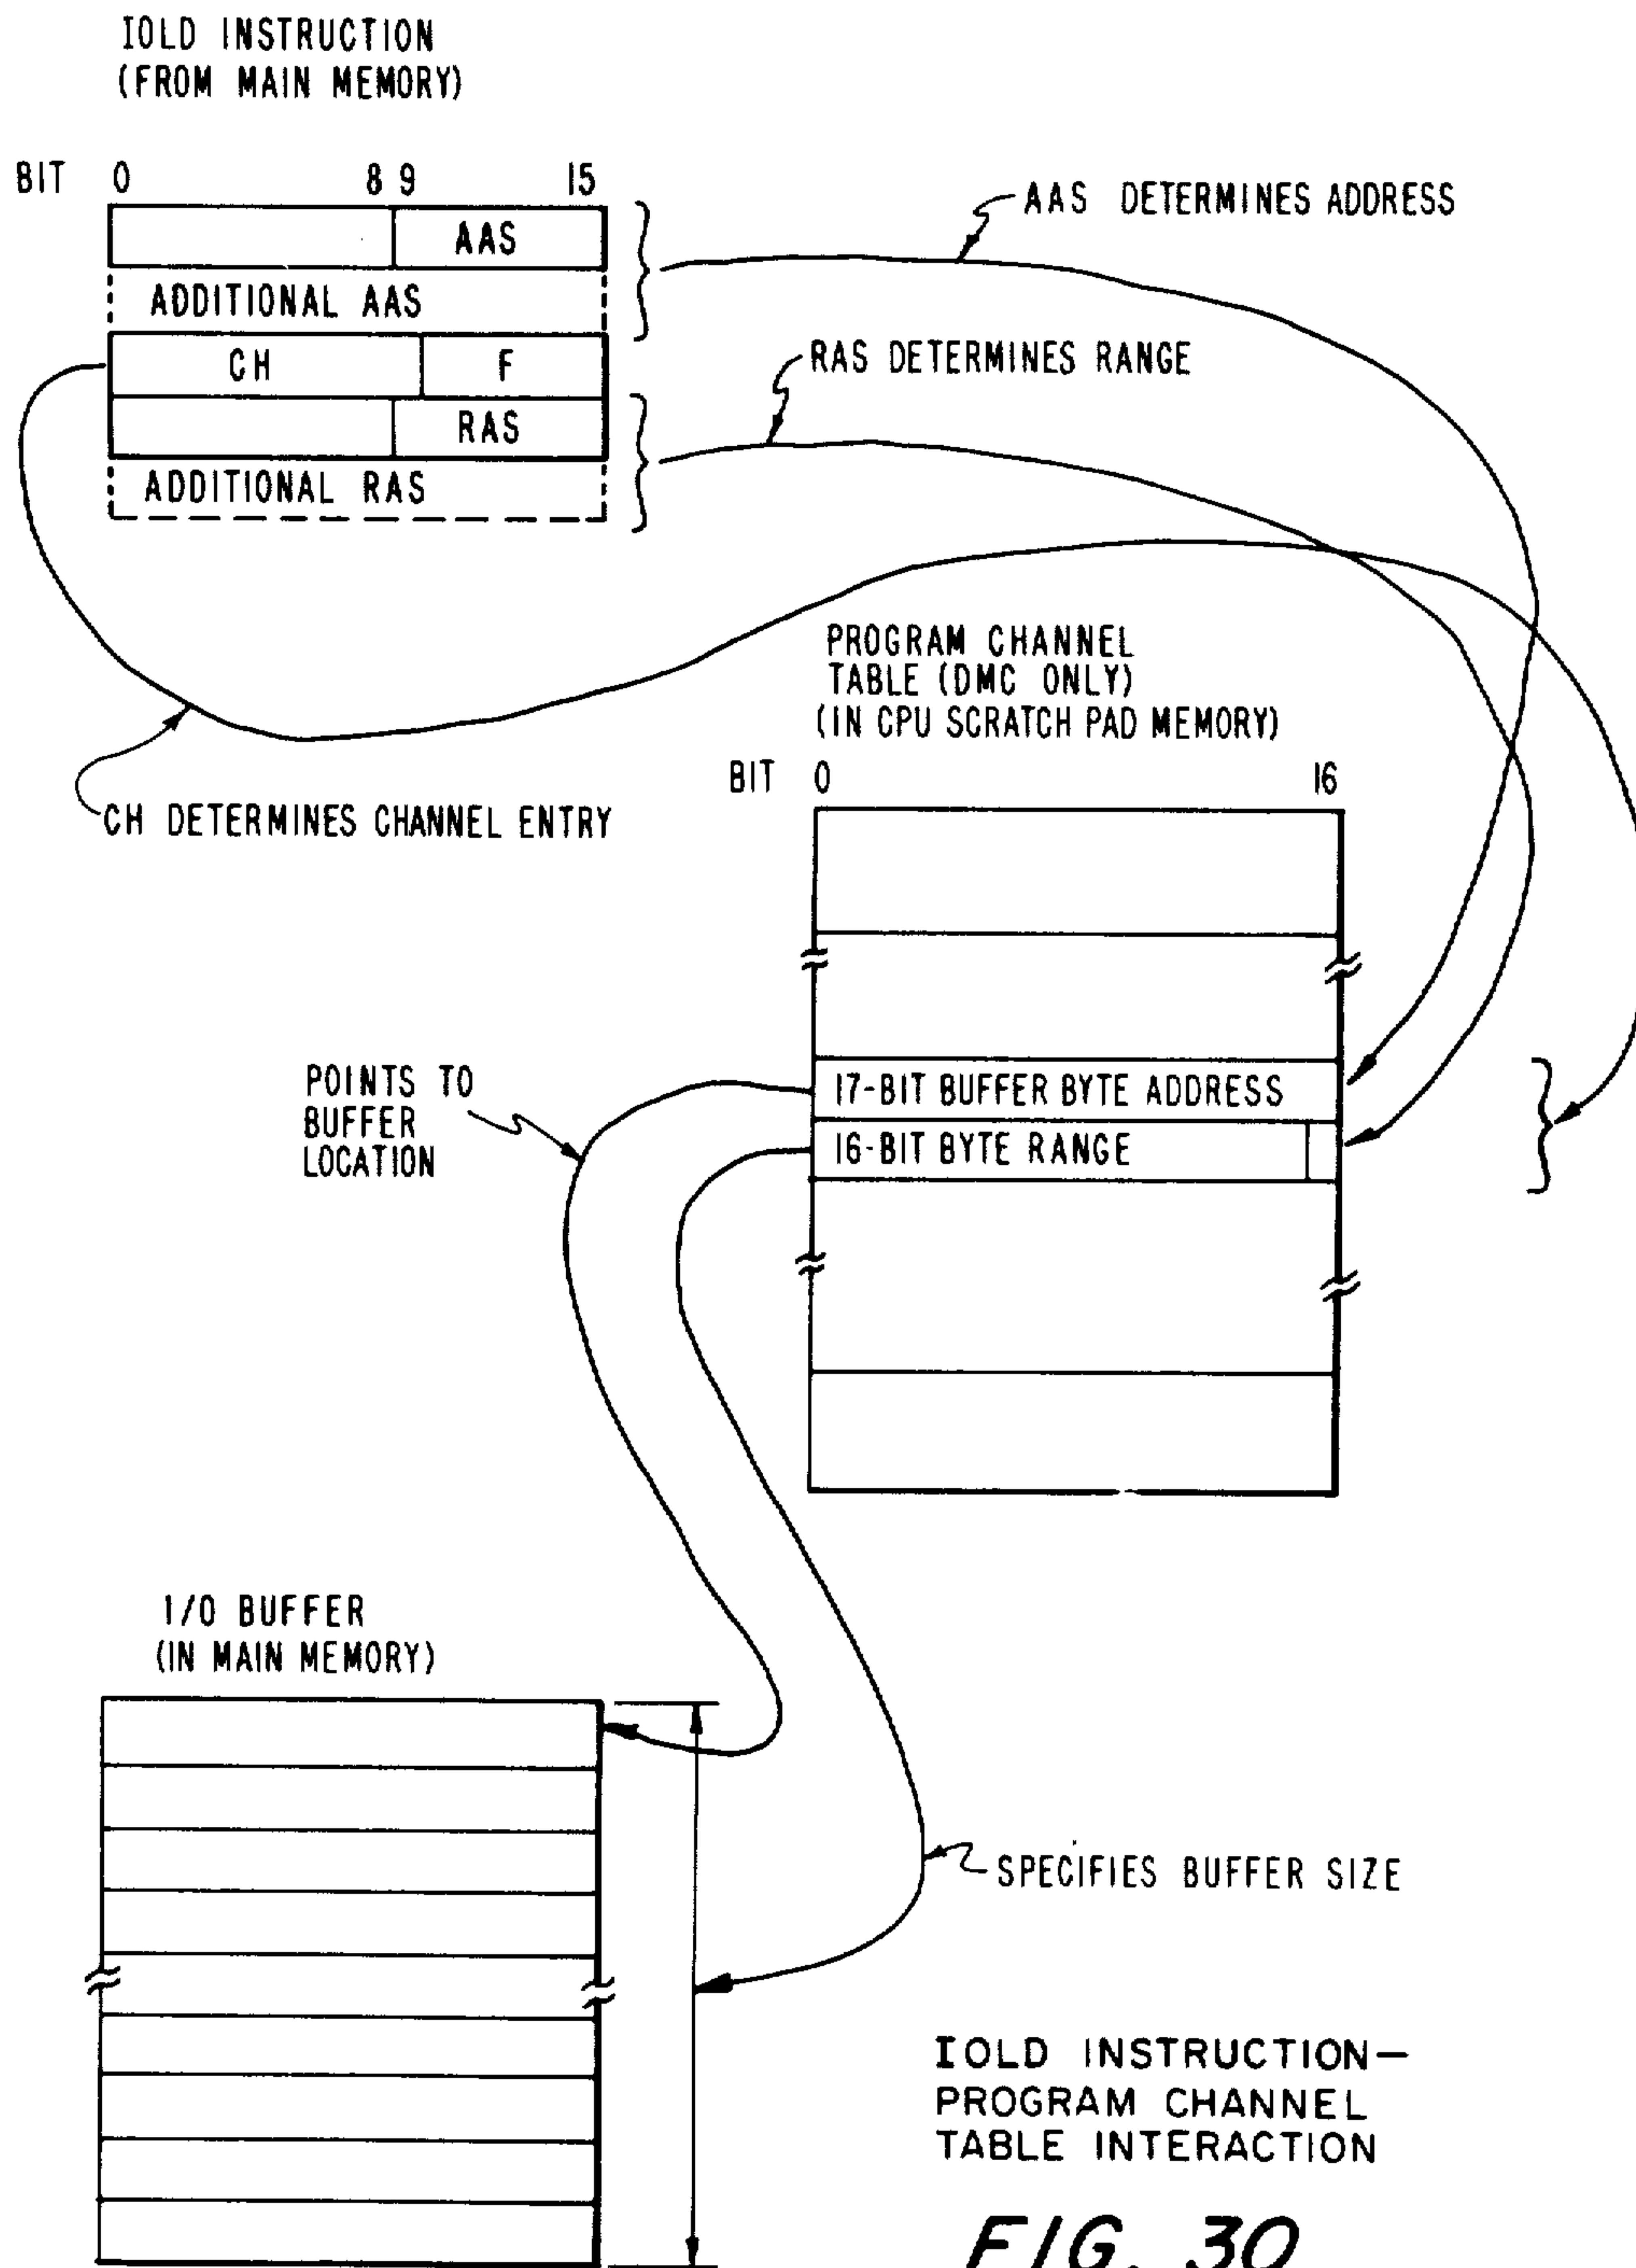 IOLD INSTRUCTION
(FROM MAIN MEMORY)
BIT 0 8 9 15
AAS
ADDITIONAL AAS
CH F
RAS
ADDITIONAL RAS
AAS DETERMINES ADDRESS
RAS DETERMINES RANGE
CH DETERMINES CHANNEL ENTRY
PROGRAM CHANNEL
TABLE (DMC ONLY)
(IN CPU SCRATCH PAD MEMORY)
BIT 0 16
17-BIT BUFFER BYTE ADDRESS
16-BIT BYTE RANGE
POINTS TO
BUFFER
LOCATION
I/O BUFFER
(IN MAIN MEMORY)
SPECIFIES BUFFER SIZE
IOLD INSTRUCTION—
PROGRAM CHANNEL
TABLE INTERACTION
FIG. 30